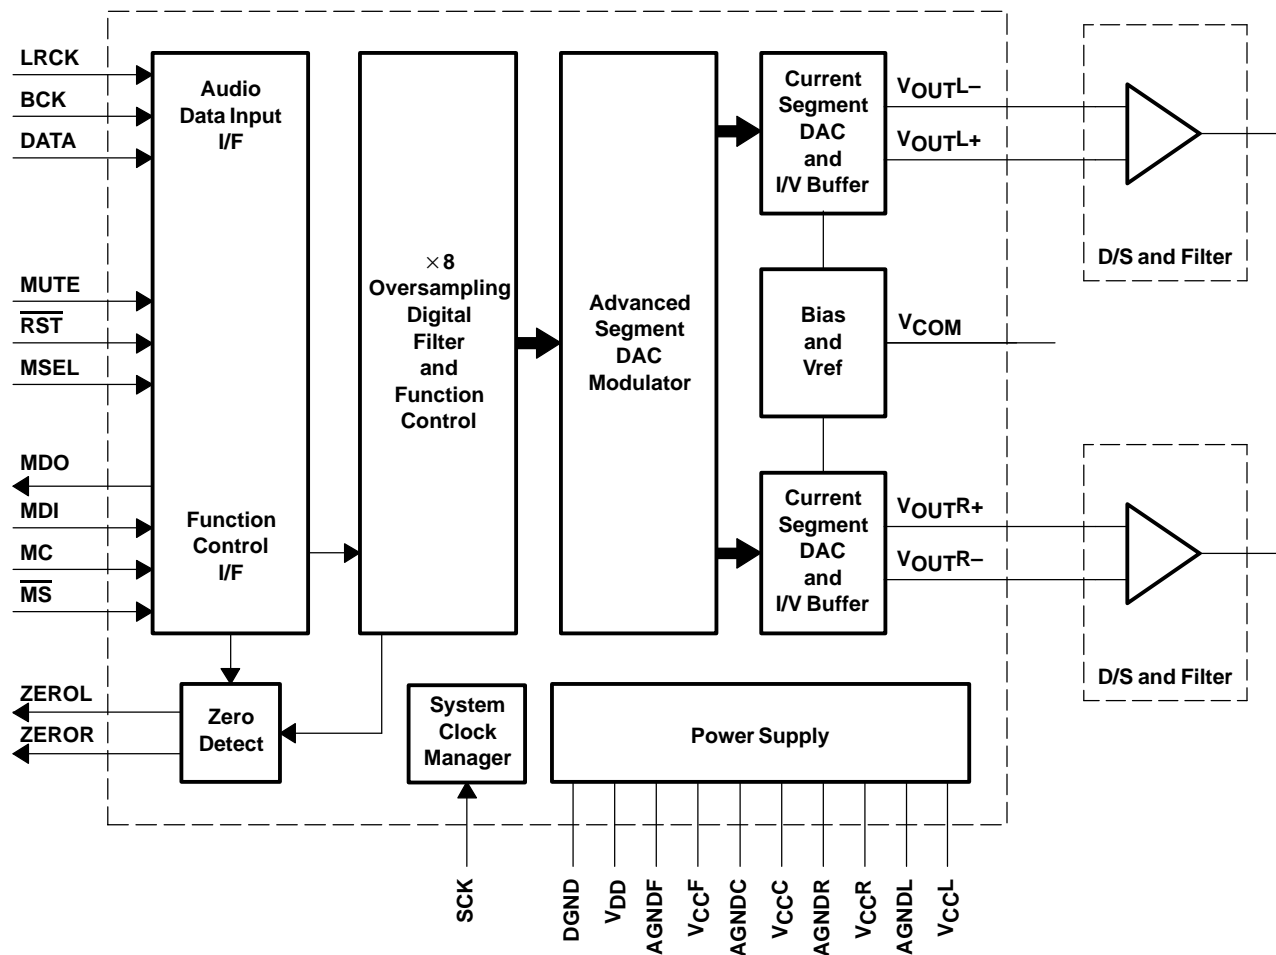 LRCK
BCK
DATA
MUTE
RST
MSEL
MDO
MDI
MC
MS
ZEROL
ZEROR
Audio
Data Input
I/F
Function
Control
I/F
×8
Oversampling
Digital
Filter
and
Function
Control
Advanced
Segment
DAC
Modulator
Current
Segment
DAC
and
I/V Buffer
Bias
and
Vref
Current
Segment
DAC
and
I/V Buffer
VOUTL–
VOUTL+
VCOM
VOUTR+
VOUTR–
D/S and Filter
D/S and Filter
Zero
Detect
System
Clock
Manager
Power Supply
SCK
DGND
VDD
AGNDF
VCCF
AGNDC
VCCC
AGNDR
VCCR
AGNDL
VCCL